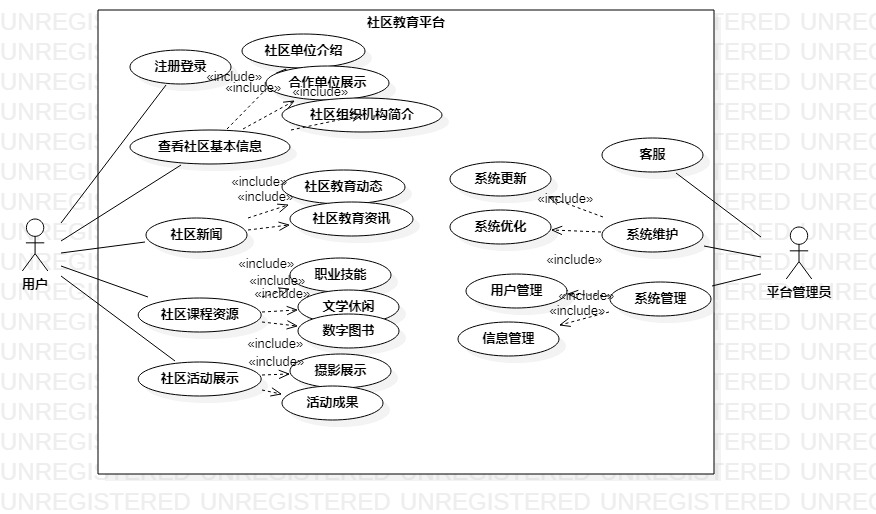 社区教育平台
注册登录
社区单位介绍
«include»
«include»
合作单位展示
«include»
社区组织机构简介
查看社区基本信息
客服
«include»
社区教育动态
«include»
社区教育资讯
社区新闻
系统更新
«include»
系统优化
系统维护
用户
平台管理员
«include»
职业技能
«include»
«include»
文学休闲
社区课程资源
数字图书
«include»
用户管理
«include»
系统管理
«include»
信息管理
«include»
«include»
摄影展示
社区活动展示
活动成果
UNREGISTERED UNREGISTERED UNREGISTERED UNREGISTERED